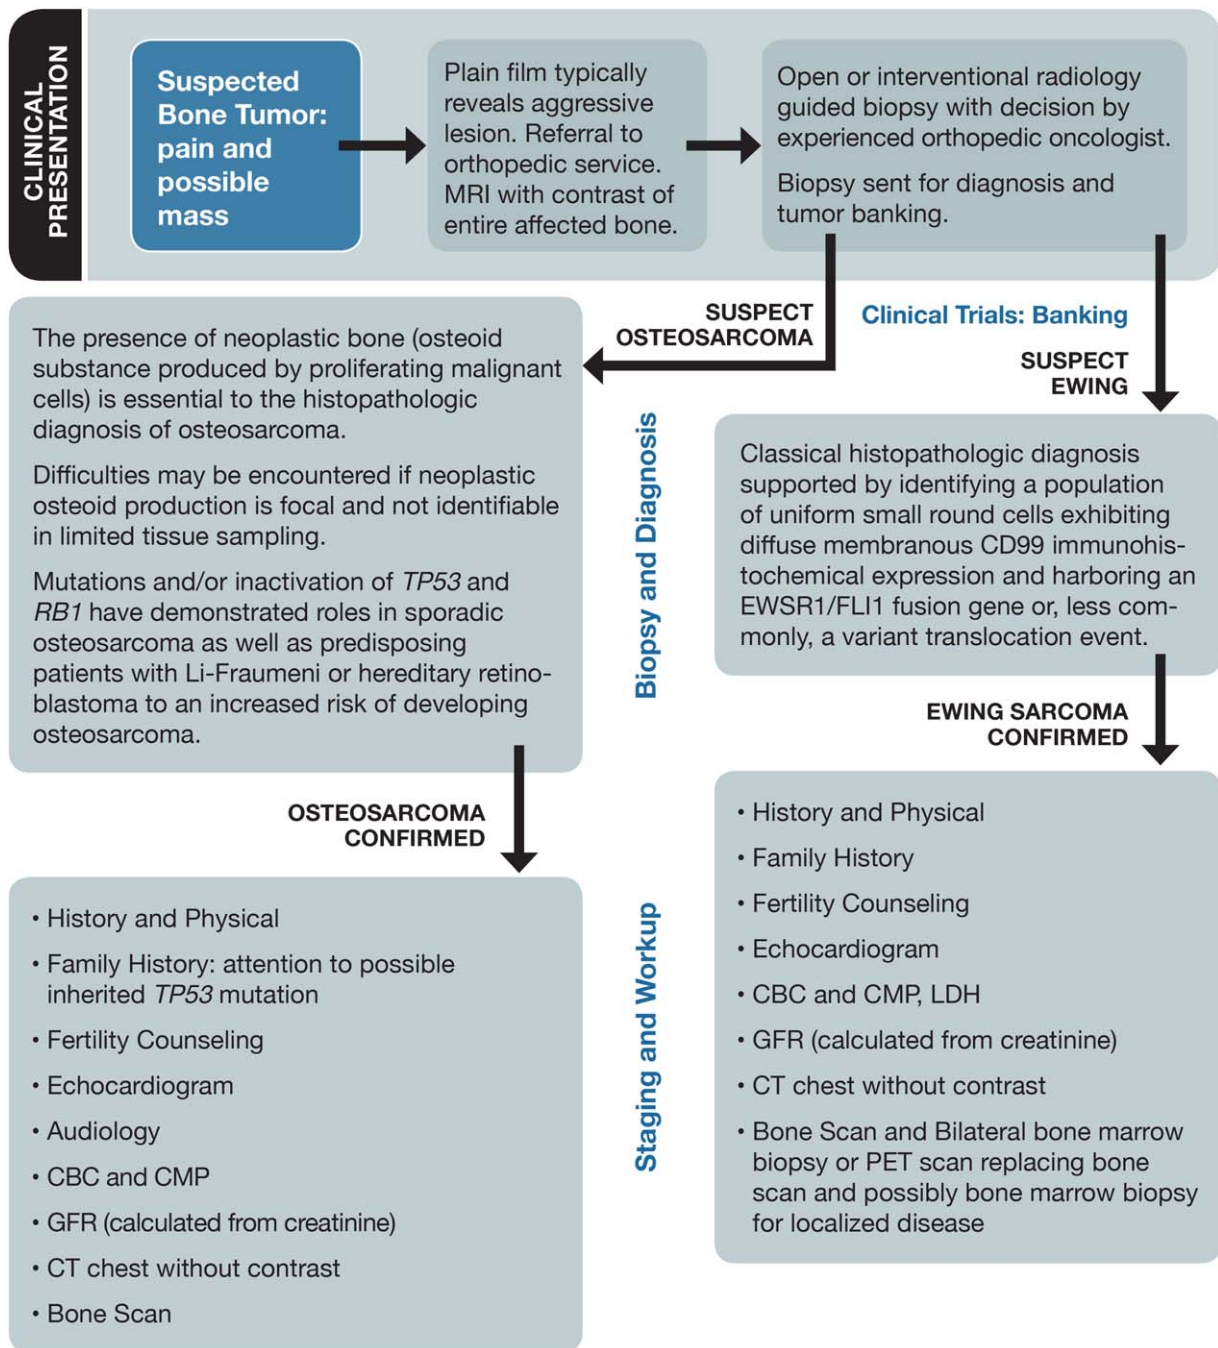 CLINICAL
PRESENTATION
Suspected
Bone Tumor:
pain and
possible
mass
Plain film typically
reveals aggressive
lesion. Referral to
orthopedic service.
MRI with contrast of
entire affected bone.
Open or interventional radiology
guided biopsy with decision by
experienced orthopedic oncologist.
Biopsy sent for diagnosis and
tumor banking.
SUSPECT
OSTEOSARCOMA
Clinical Trials: Banking
SUSPECT
EWING
The presence of neoplastic bone (osteoid
substance produced by proliferating malignant
cells) is essential to the histopathologic
diagnosis of osteosarcoma.
Difficulties may be encountered if neoplastic
osteoid production is focal and not identifiable
in limited tissue sampling.
Mutations and/or inactivation of TP53 and
RB1 have demonstrated roles in sporadic
osteosarcoma as well as predisposing
patients with Li-Fraumeni or hereditary retino-
blastoma to an increased risk of developing
osteosarcoma.
Biopsy and Diagnosis
Classical histopathologic diagnosis
supported by identifying a population
of uniform small round cells exhibiting
diffuse membranous CD99 immunohis-
tochemical expression and harboring an
EWSR1/FLI1 fusion gene or, less com-
monly, a variant translocation event.
OSTEOSARCOMA
CONFIRMED
EWING SARCOMA
CONFIRMED
• History and Physical
• Family History: attention to possible
inherited TP53 mutation
• Fertility Counseling
• Echocardiogram
• Audiology
• CBC and CMP
• GFR (calculated from creatinine)
• CT chest without contrast
• Bone Scan
Staging and Workup
• History and Physical
• Family History
• Fertility Counseling
• Echocardiogram
• CBC and CMP, LDH
• GFR (calculated from creatinine)
• CT chest without contrast
• Bone Scan and Bilateral bone marrow
biopsy or PET scan replacing bone
scan and possibly bone marrow biopsy
for localized disease